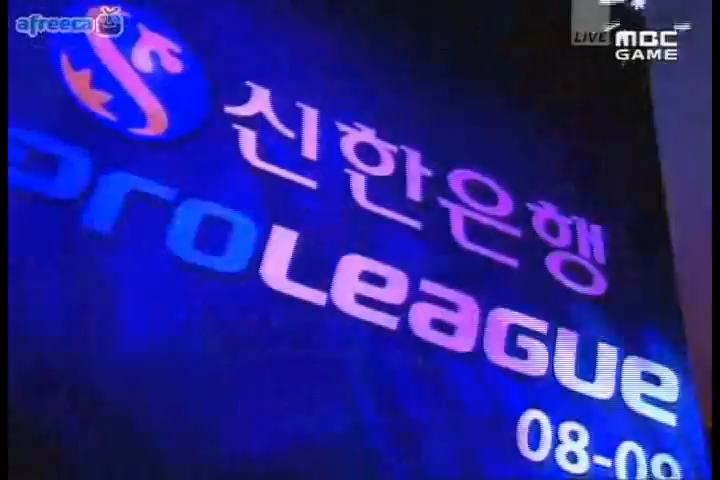 afreeca
LIVE
MBC
GAME
신한은행
proLeague
08-09